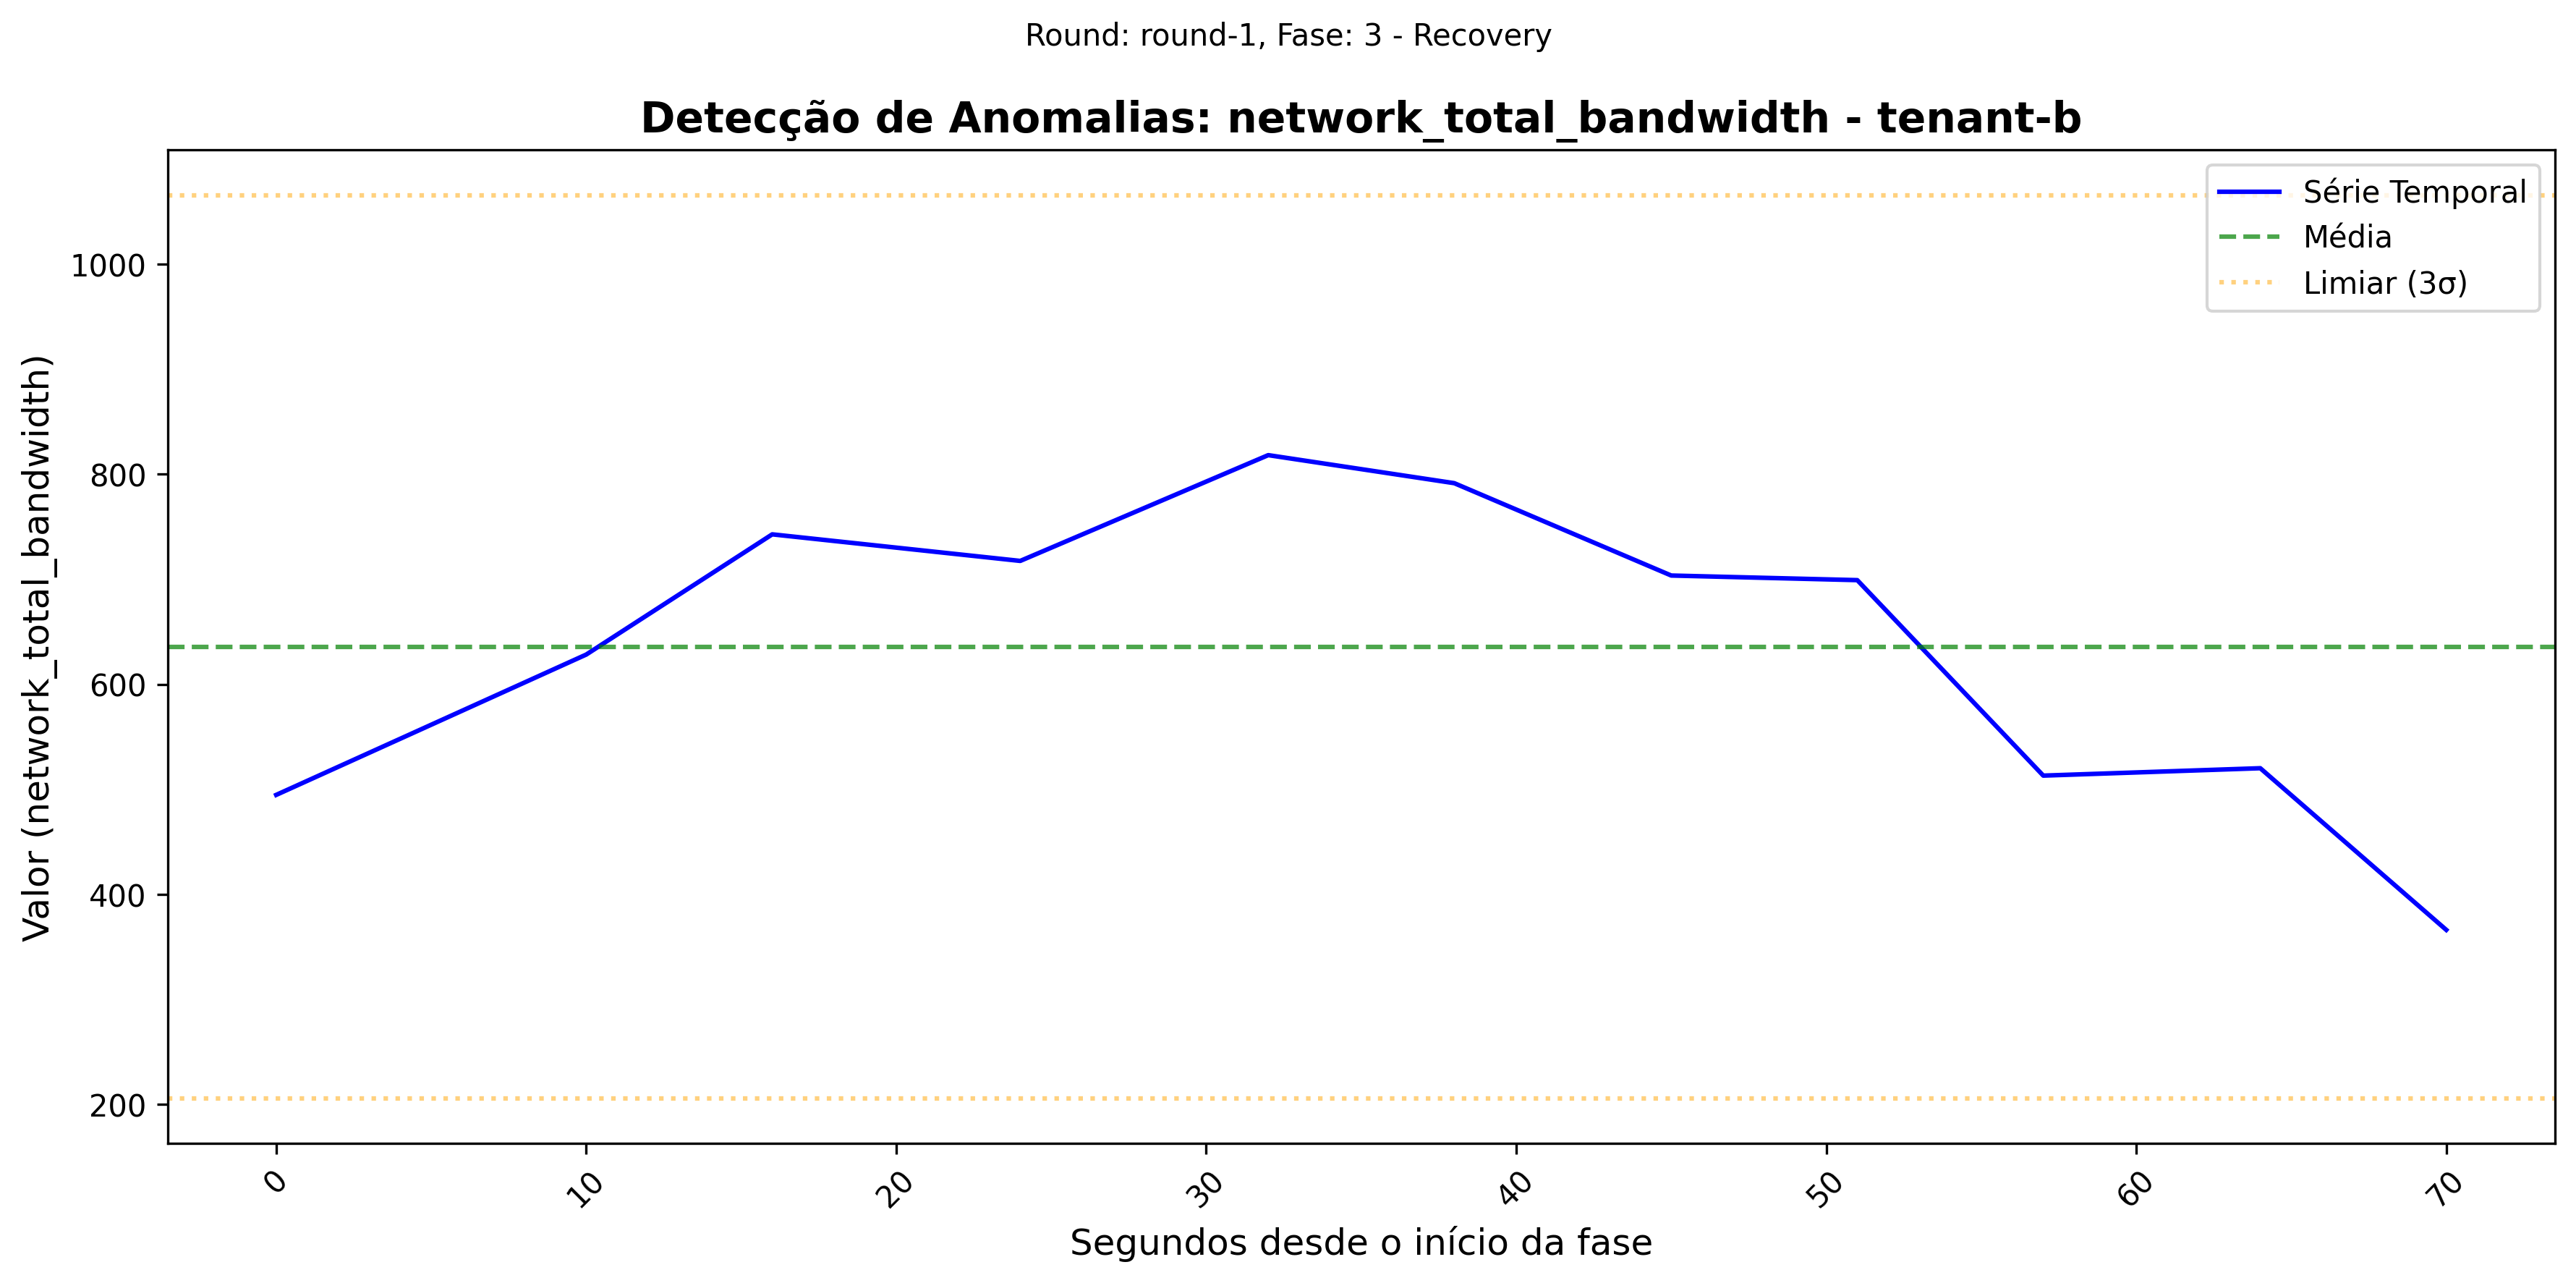 Round: round-1, Fase: 3 - Recovery
Detecção de Anomalias: network_total_bandwidth - tenant-b
Série Temporal
Média
Limiar (3σ)
Valor (network_total_bandwidth)
1000
800
600
400
200
0
10
20
30
40
50
60
70
Segundos desde o início da fase